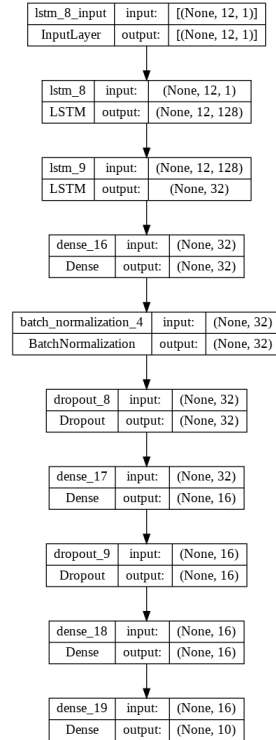 lstm_8_input input: [(None, 12, 1)]
InputLayer output: [(None, 12, 1)]
lstm_8 input: (None, 12, 1)
LSTM output: (None, 12, 128)
lstm_9 input: (None, 12, 128)
LSTM output: (None, 32)
dense_16 input: (None, 32)
Dense output: (None, 32)
batch_normalization_4 input: (None, 32)
BatchNormalization output: (None, 32)
dropout_8 input: (None, 32)
Dropout output: (None, 32)
dense_17 input: (None, 32)
Dense output: (None, 16)
dropout_9 input: (None, 16)
Dropout output: (None, 16)
dense_18 input: (None, 16)
Dense output: (None, 16)
dense_19 input: (None, 16)
Dense output: (None, 10)